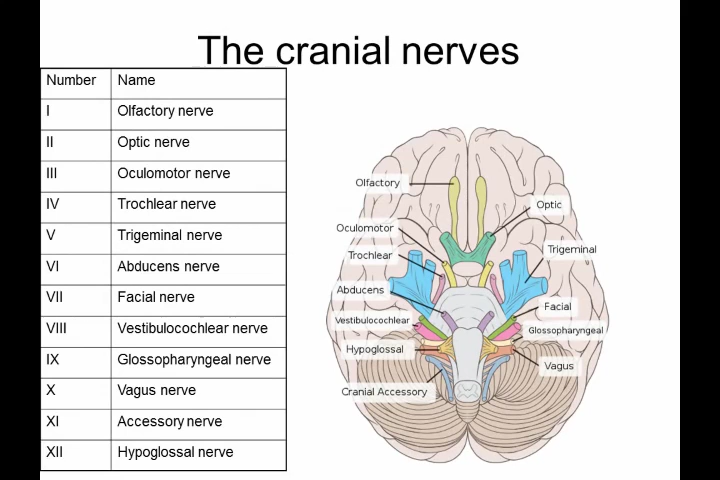 The cranial nerves
Number Name
I Olfactory nerve
II Optic nerve
III Oculomotor nerve
IV Trochlear nerve
V Trigeminal nerve
VI Abducens nerve
VII Facial nerve
VIII Vestibulocochlear nerve
IX Glossopharyngeal nerve
X Vagus nerve
XI Accessory nerve
XII Hypoglossal nerve
Olfactory
Optic
Oculomotor
Trigeminal
Trochlear
Abducens
Facial
Vestibulocochlear
Glossopharyngeal
Hypoglossal
Vagus
Cranial Accessory